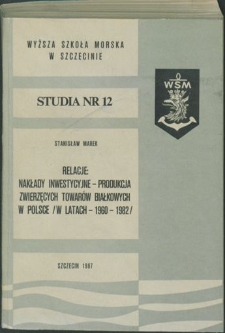 WYŻSZA SZKOŁA MORSKA
W SZCZECINIE
STUDIA NR 12
WSM
STANISŁAW MAREK
RELACJE:
NAKŁADY INWESTYCYJNE – PRODUKCJA
ZWIERZĘCYCH TOWARÓW BIAŁKOWYCH
W POLSCE /W LATACH – 1960 – 1982/
SZCZECIN 1987